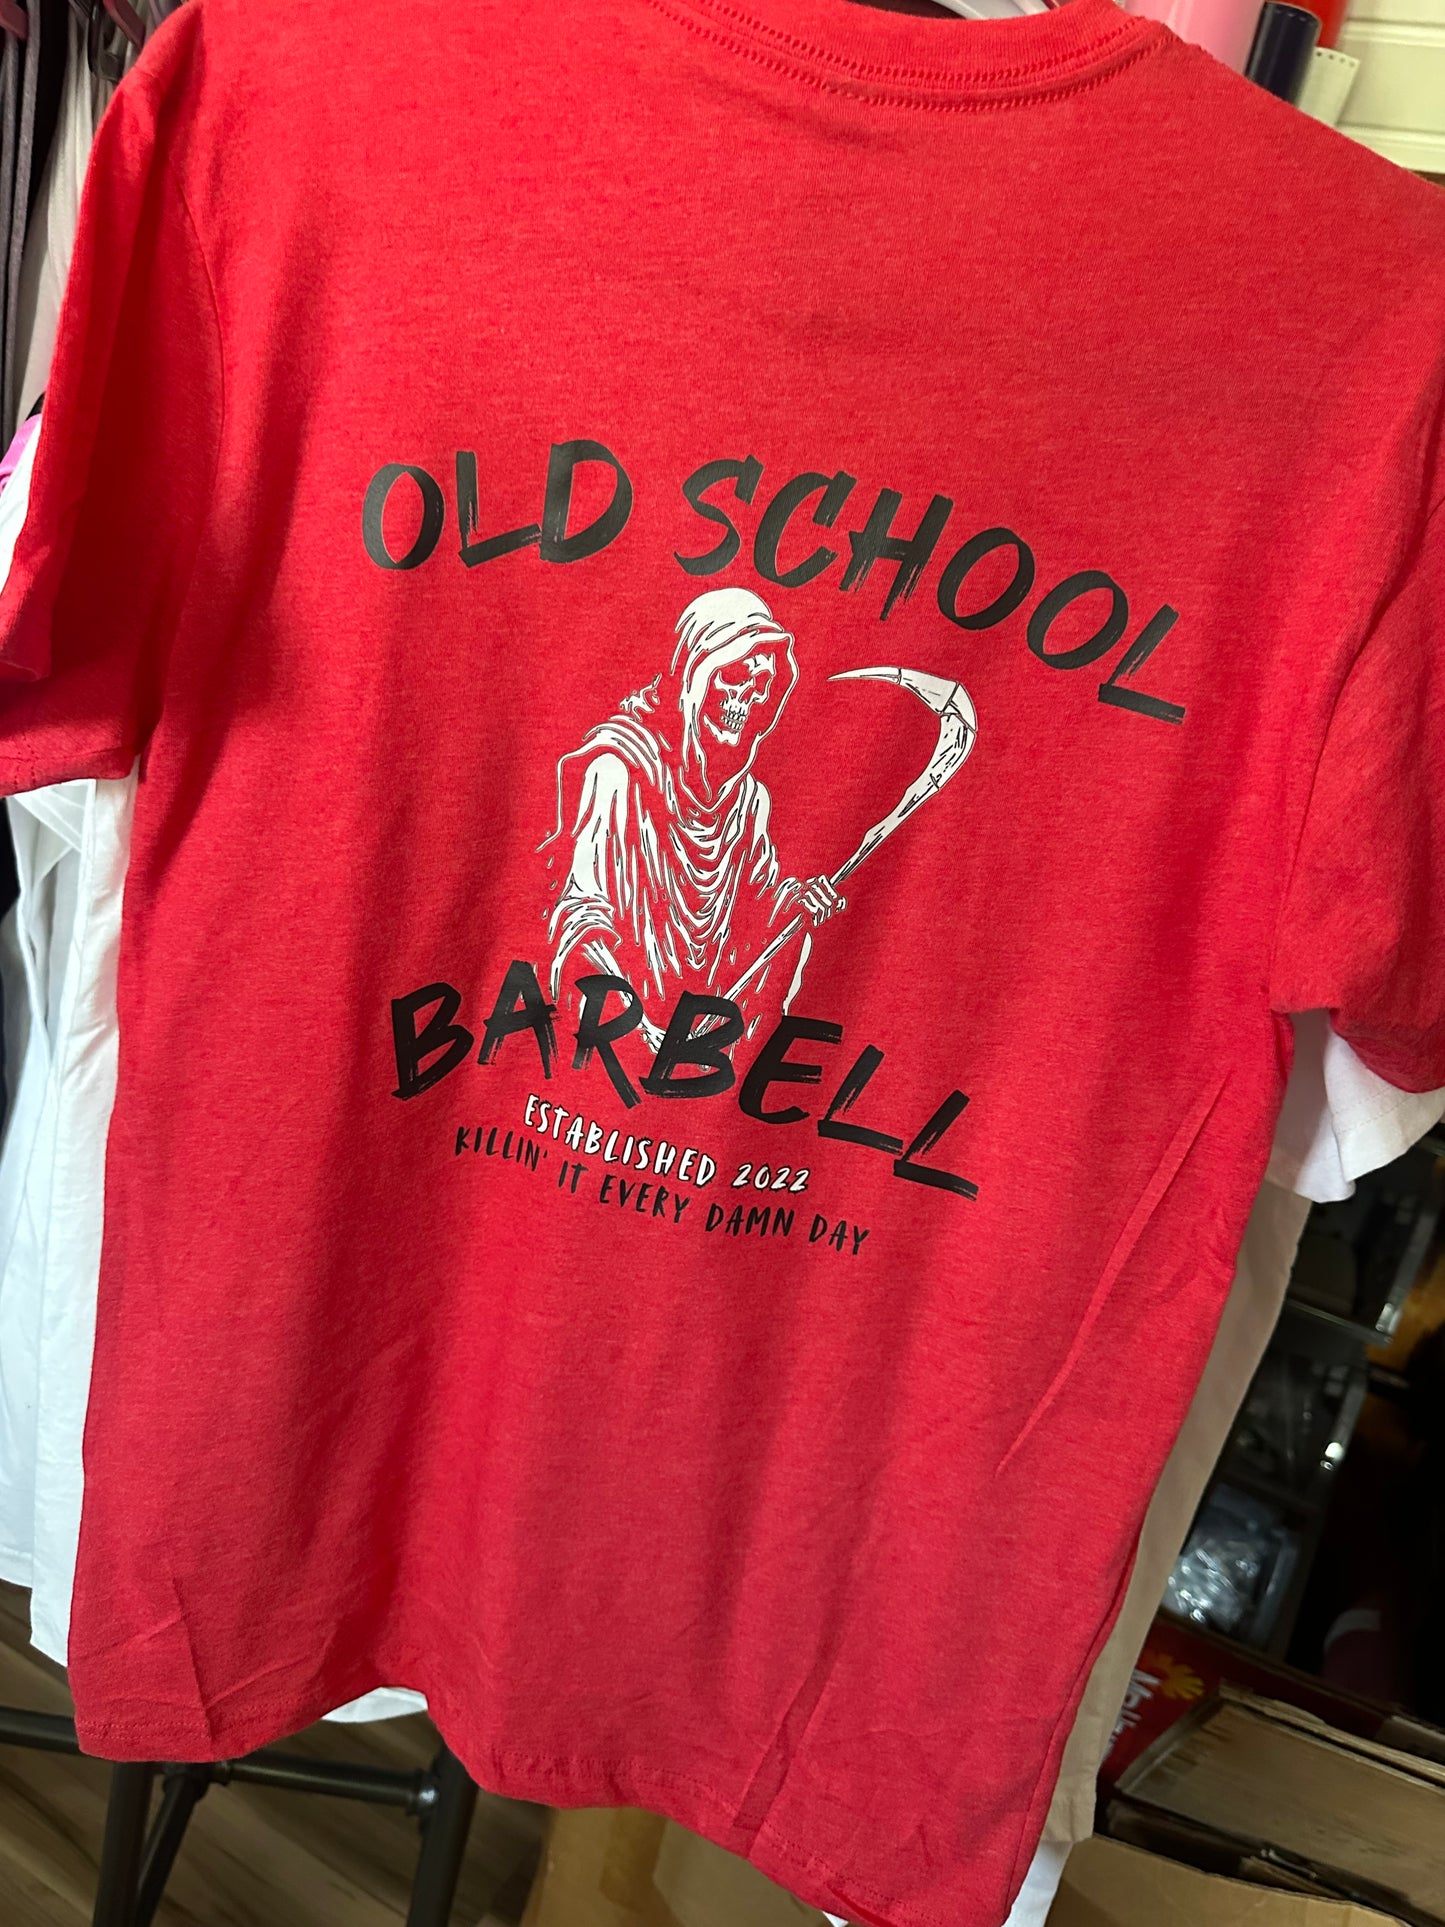 OLD SCHOOL
BARBELL
ESTABLISHED 2022
KILLIN' IT EVERY DAMN DAY